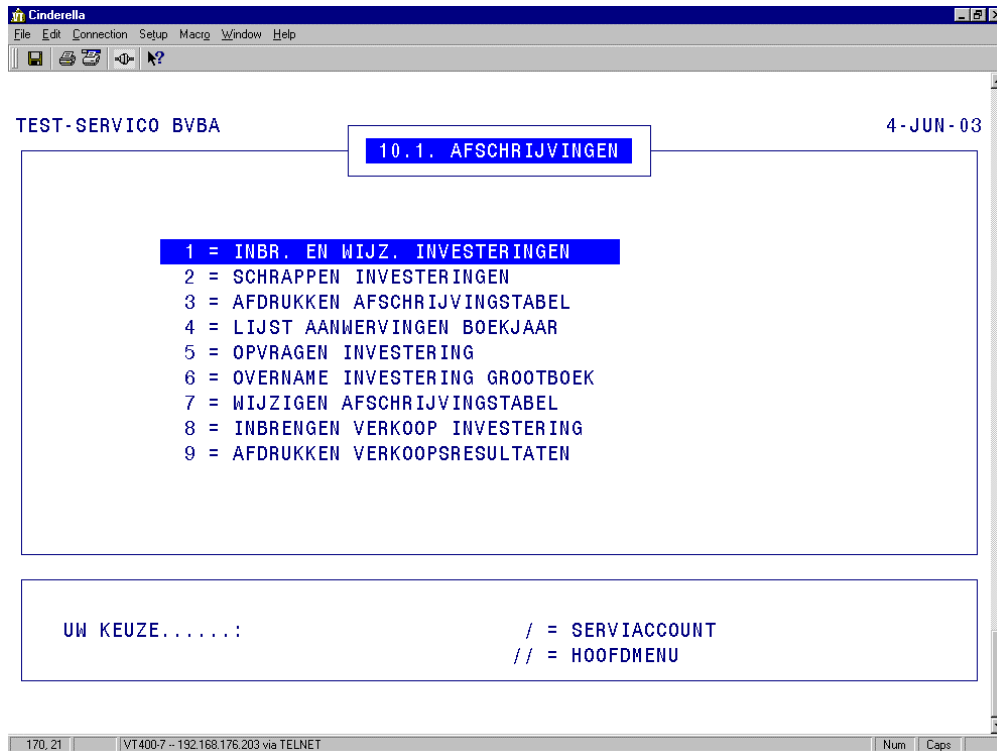 Cinderella
File Edit Connection Setup Macro Window Help
TEST-SERVICO BVBA 4-JUN-03
10.1. AFSCHRIJVINGEN
1 = INBR. EN WIJZ. INVESTERINGEN
2 = SCHRAPPEN INVESTERINGEN
3 = AFDRUKKEN AFSCHRIJVINGSTABEL
4 = LIJST AANWERVINGEN BOEKJAAR
5 = OPVRAGEN INVESTERING
6 = OVERNAME INVESTERING GROOTBOEK
7 = WIJZIGEN AFSCHRIJVINGSTABEL
8 = INBRENGEN VERKOOP INVESTERING
9 = AFDRUKKEN VERKOOPSRESULTATEN
UW KEUZE......: / = SERVIACCOUNT
// = HOOFDMENU
170, 21 VT400-7 -- 192.168.176.203 via TELNET Num Caps